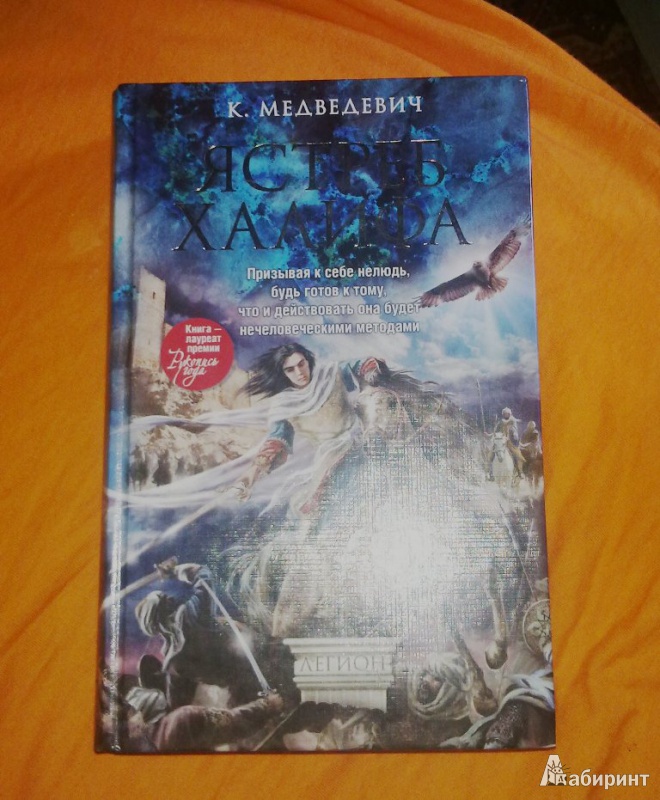 К. МЕДВЕДЕВИЧ
ЯСТРЕБ
ХАЛИФА
Призывая к себе нелюдь,
будь готов к тому,
что и действовать она будет
нечеловеческими методами
Книга —
лауреат
премии
Рукопись
года
ЛЕГИОН
Лабиринт